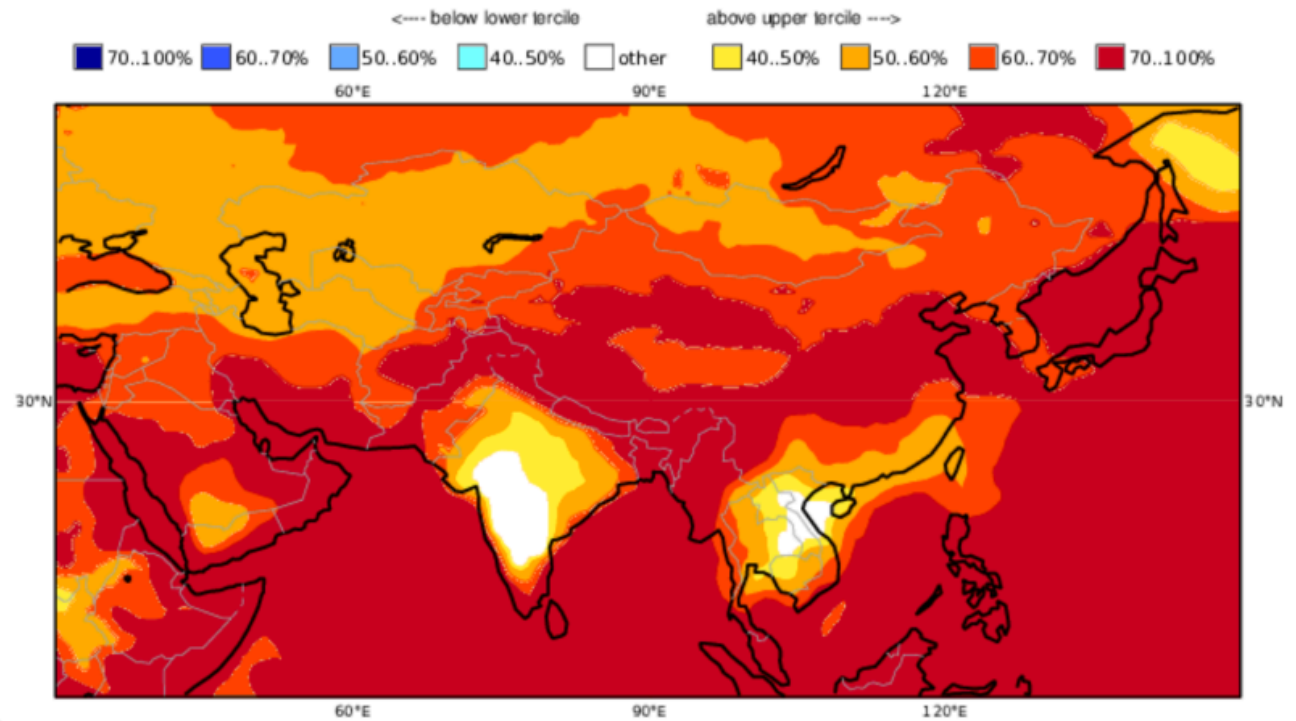 <---- below lower tercile above upper tercile ---->
70..100% 60..70% 50..60% 40..50% other 40..50% 50..60% 60..70% 70..100%
60°E 90°E 120°E
30°N 30°N
60°E 90°E 120°E